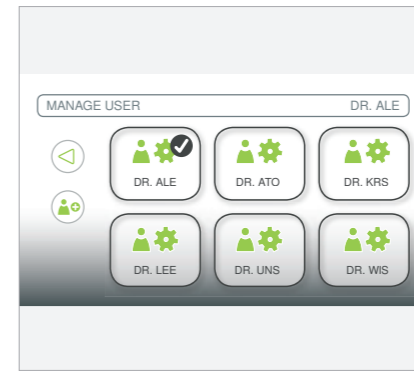 MANAGE USER DR. ALE
DR. ALE DR. ATO DR. KRS
DR. LEE DR. UNS DR. WIS